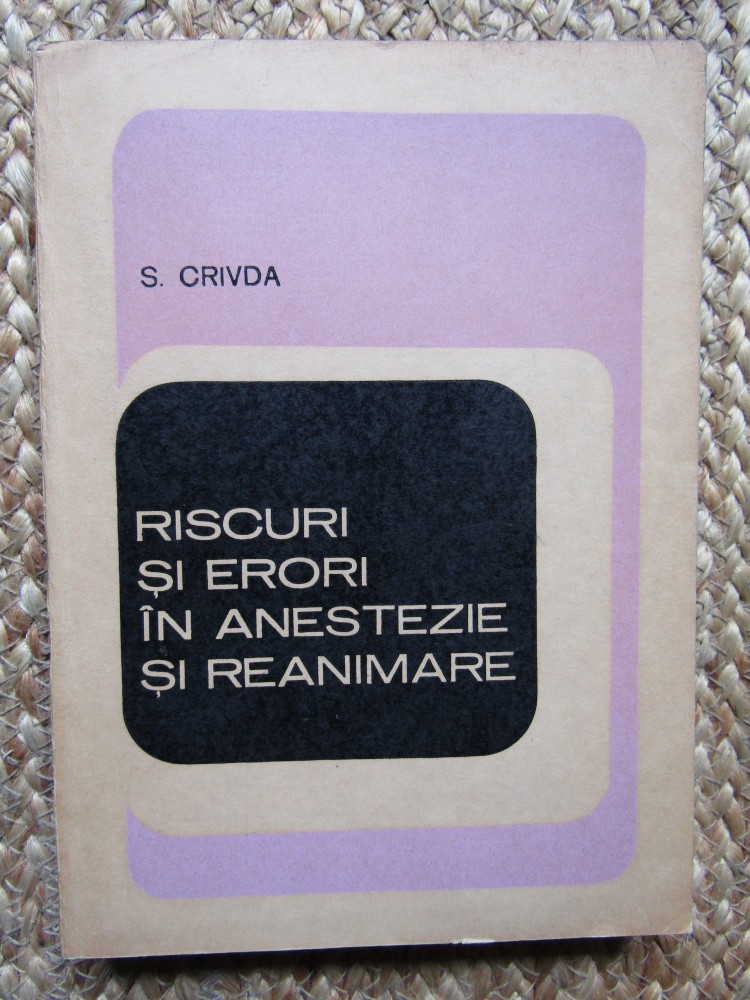 S. CRIVDA
RISCURI
ȘI ERORI
ÎN ANESTEZIE
ȘI REANIMARE